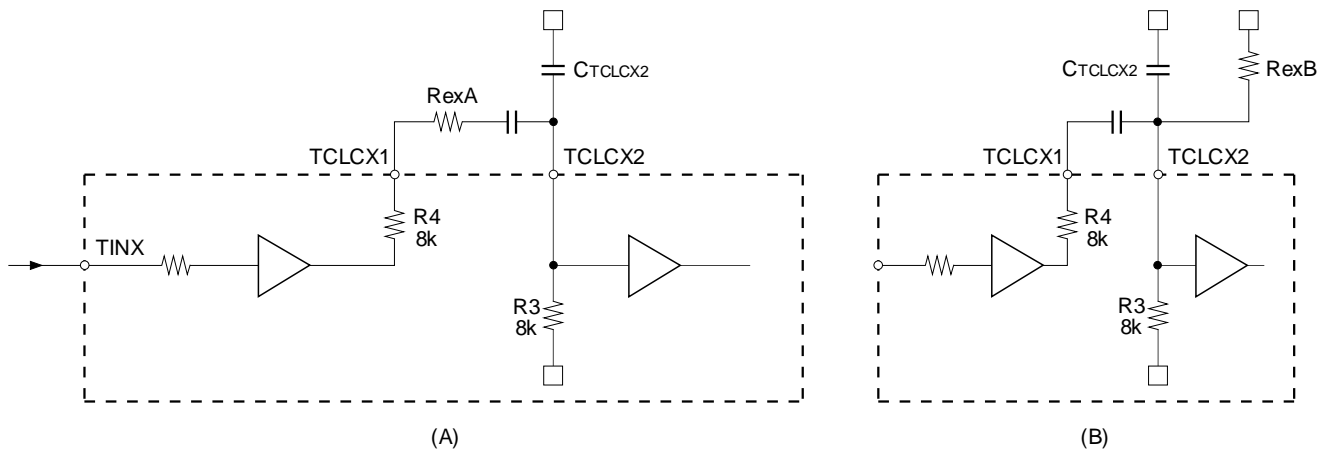 CTCLCX2
RexA
TCLCX1
TCLCX2
R4
8k
TINX
R3
8k
(A)
CTCLCX2
RexB
TCLCX1
TCLCX2
R4
8k
R3
8k
(B)